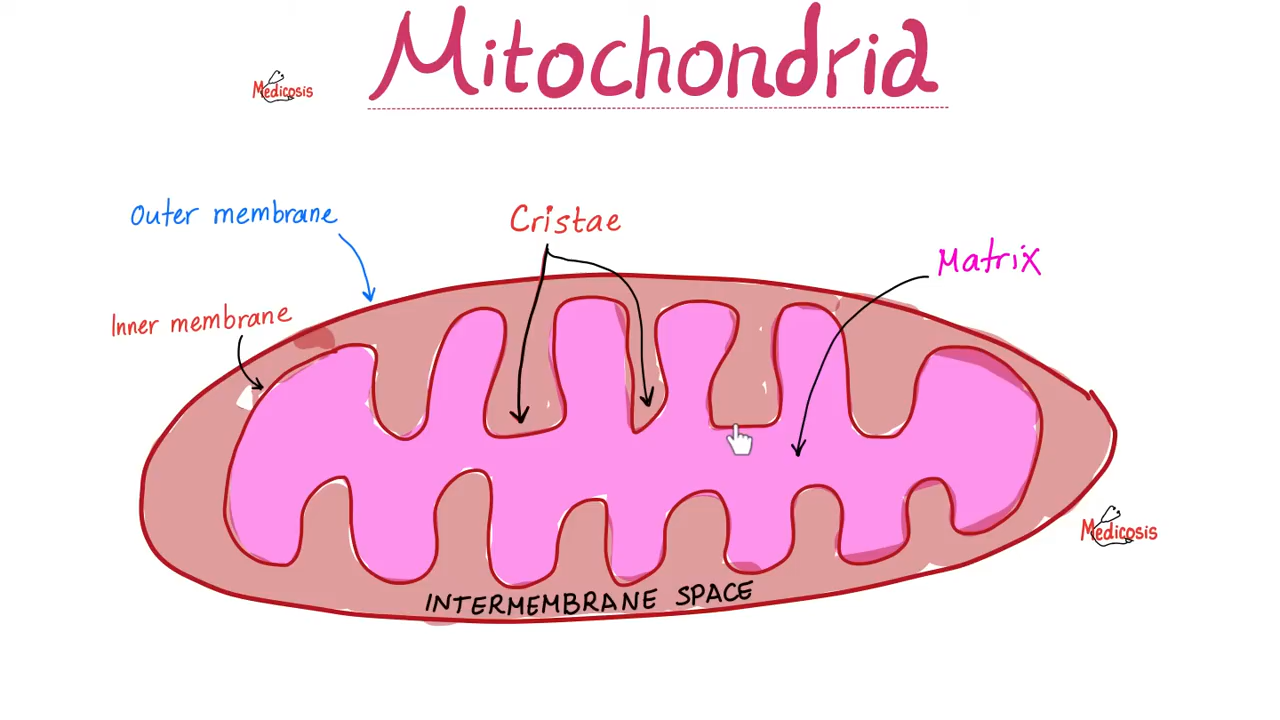 Mitochondria
Medicosis
Outer membrane
Cristae
Matrix
Inner membrane
Medicosis
INTERMEMBRANE SPACE